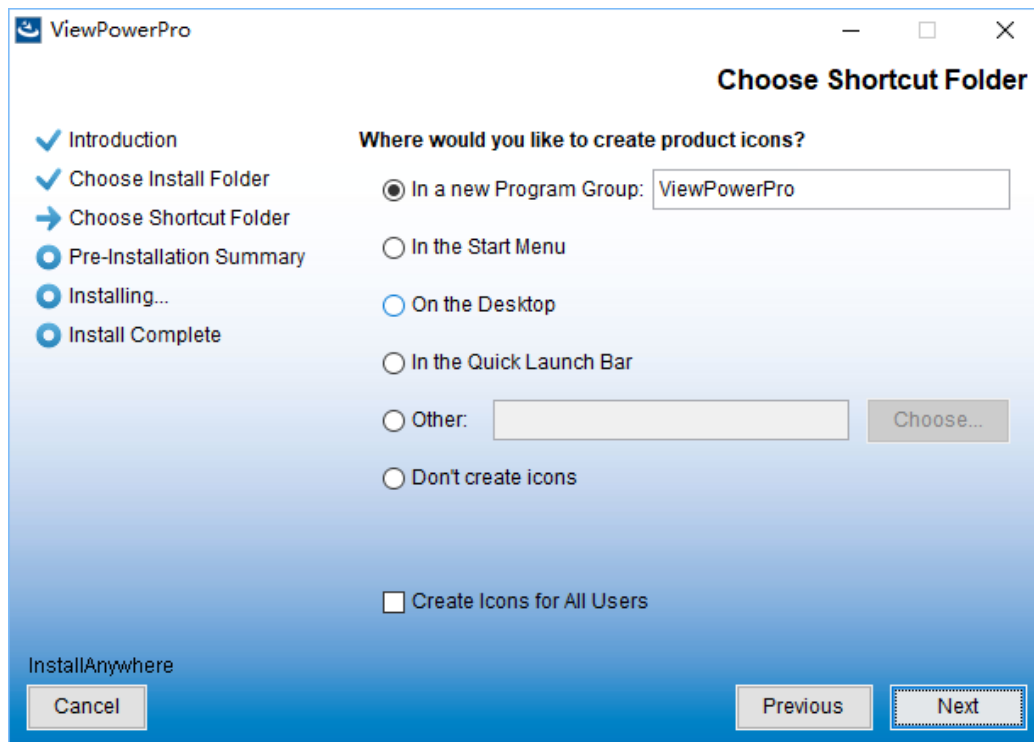 ViewPowerPro
Choose Shortcut Folder
Introduction
Choose Install Folder
Choose Shortcut Folder
Pre-Installation Summary
Installing...
Install Complete
Where would you like to create product icons?
In a new Program Group: ViewPowerPro
In the Start Menu
On the Desktop
In the Quick Launch Bar
Other: Choose...
Don't create icons
Create Icons for All Users
InstallAnywhere
Cancel Previous Next